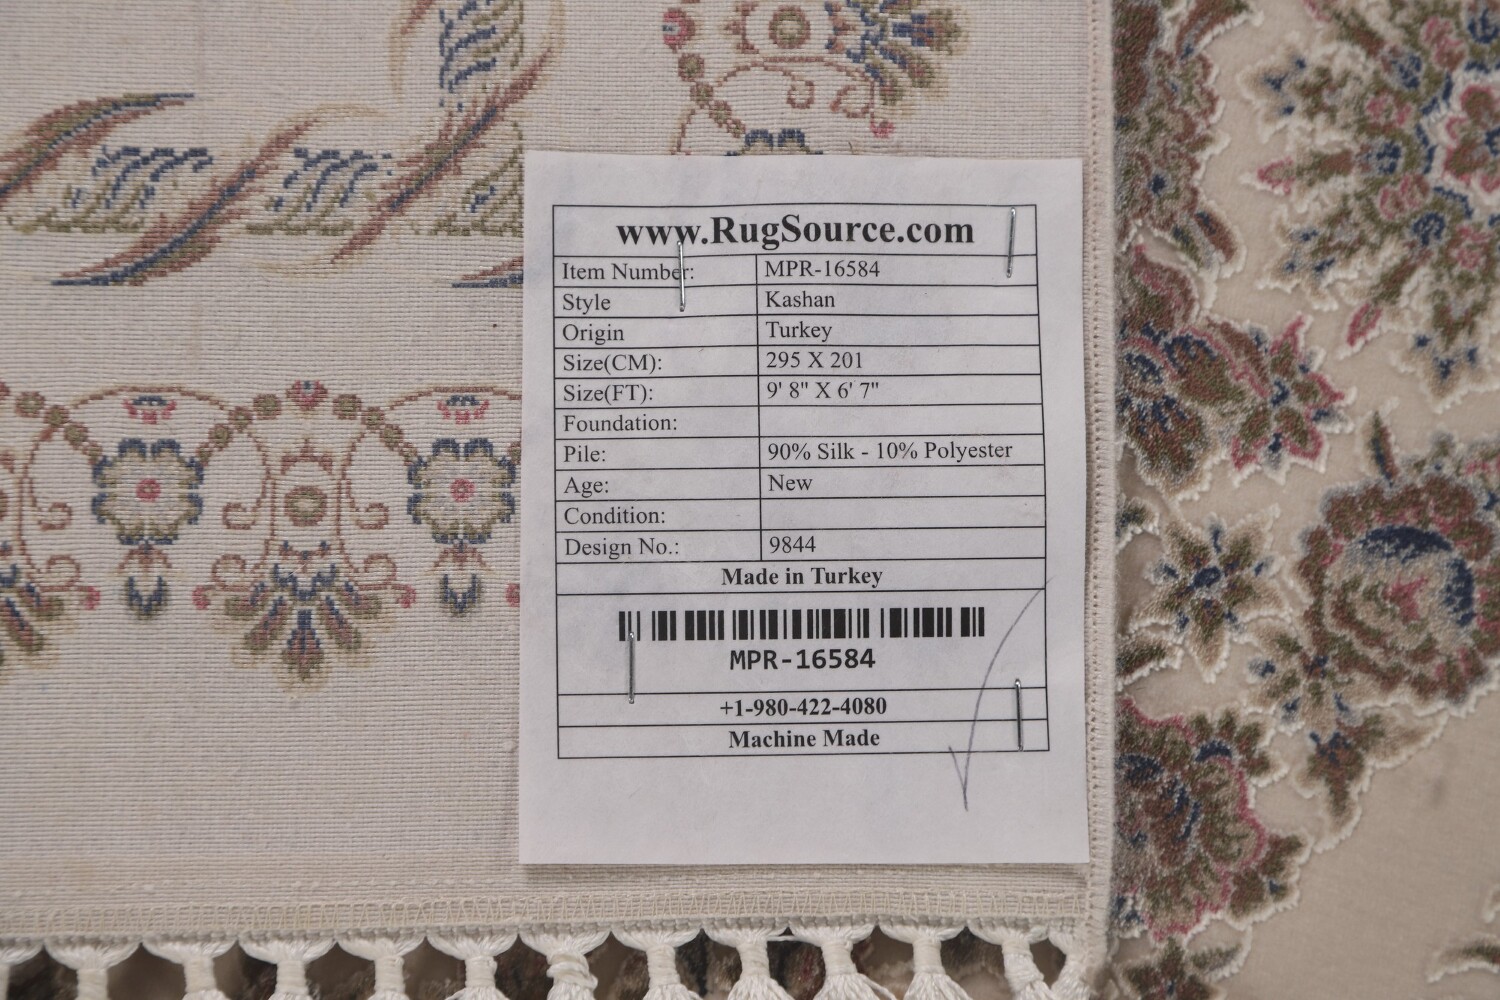 www.RugSource.com
Item Number: MPR-16584
Style Kashan
Origin Turkey
Size(CM): 295 X 201
Size(FT): 9' 8" X 6' 7"
Foundation:
Pile: 90% Silk - 10% Polyester
Age: New
Condition:
Design No.: 9844
Made in Turkey
MPR-16584
+1-980-422-4080
Machine Made